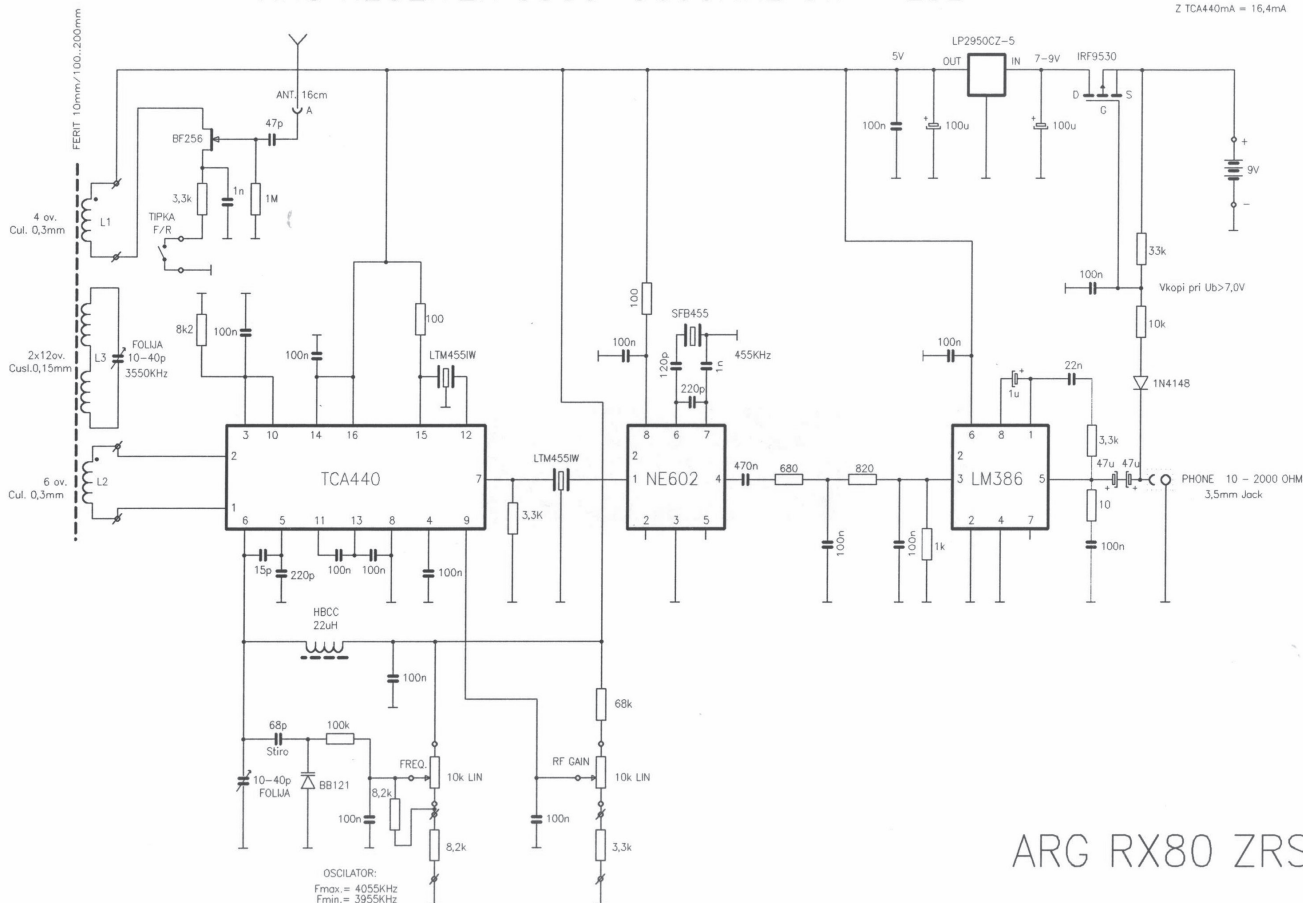 Z TCA440mA = 16,4mA
LP2950CZ-5
IRF9530
5V
OUT
IN
7-9V
D
S
G
FERIT 10mm/100..200mm
ANT. 16cm
A
47p
BF256
100n
+
100u
+
100u
+
9V
-
3,3k
1n
1M
4 ov.
Cul. 0,3mm
L1
TIPKA
F/R
33k
100n
Vkopi pri Ub>7,0V
100
SFB455
8k2
100n
100
100n
120p
1n
455KHz
100n
10k
FOLIJA
10-40p
3550KHz
2x12ov.
Cusl.0,15mm
L3
100n
LTM455IW
220p
22n
1u
+
1N4148
3
10
14
16
15
12
8
6
7
6
8
1
3,3k
2
TCA440
7
LTM455IW
2
1
NE602
4
470n
680
820
2
3
LM386
5
47u
47u
+
+
PHONE 10 - 2000 OHM
3,5mm Jack
6 ov.
Cul. 0,3mm
L2
1
3,3K
10
6
5
11
13
8
4
9
2
3
5
2
4
7
15p
220p
100n
100n
100n
100n
100n
1k
100n
HBCC
22uH
100n
68k
68p
Stiro
100k
FREQ.
10k LIN
RF GAIN
10k LIN
10-40p
FOLIJA
BB121
8,2k
100n
100n
8,2k
3,3k
OSCILATOR:
Fmax.= 4055KHz
Fmin.= 3955KHz
ARG RX80 ZRS